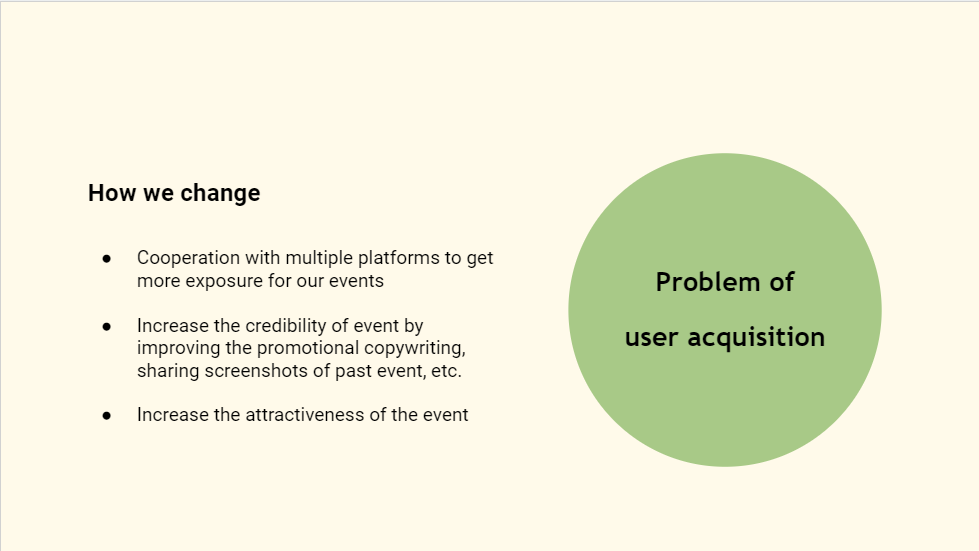 How we change
● Cooperation with multiple platforms to get
more exposure for our events
● Increase the credibility of event by
improving the promotional copywriting,
sharing screenshots of past event, etc.
● Increase the attractiveness of the event
Problem of
user acquisition